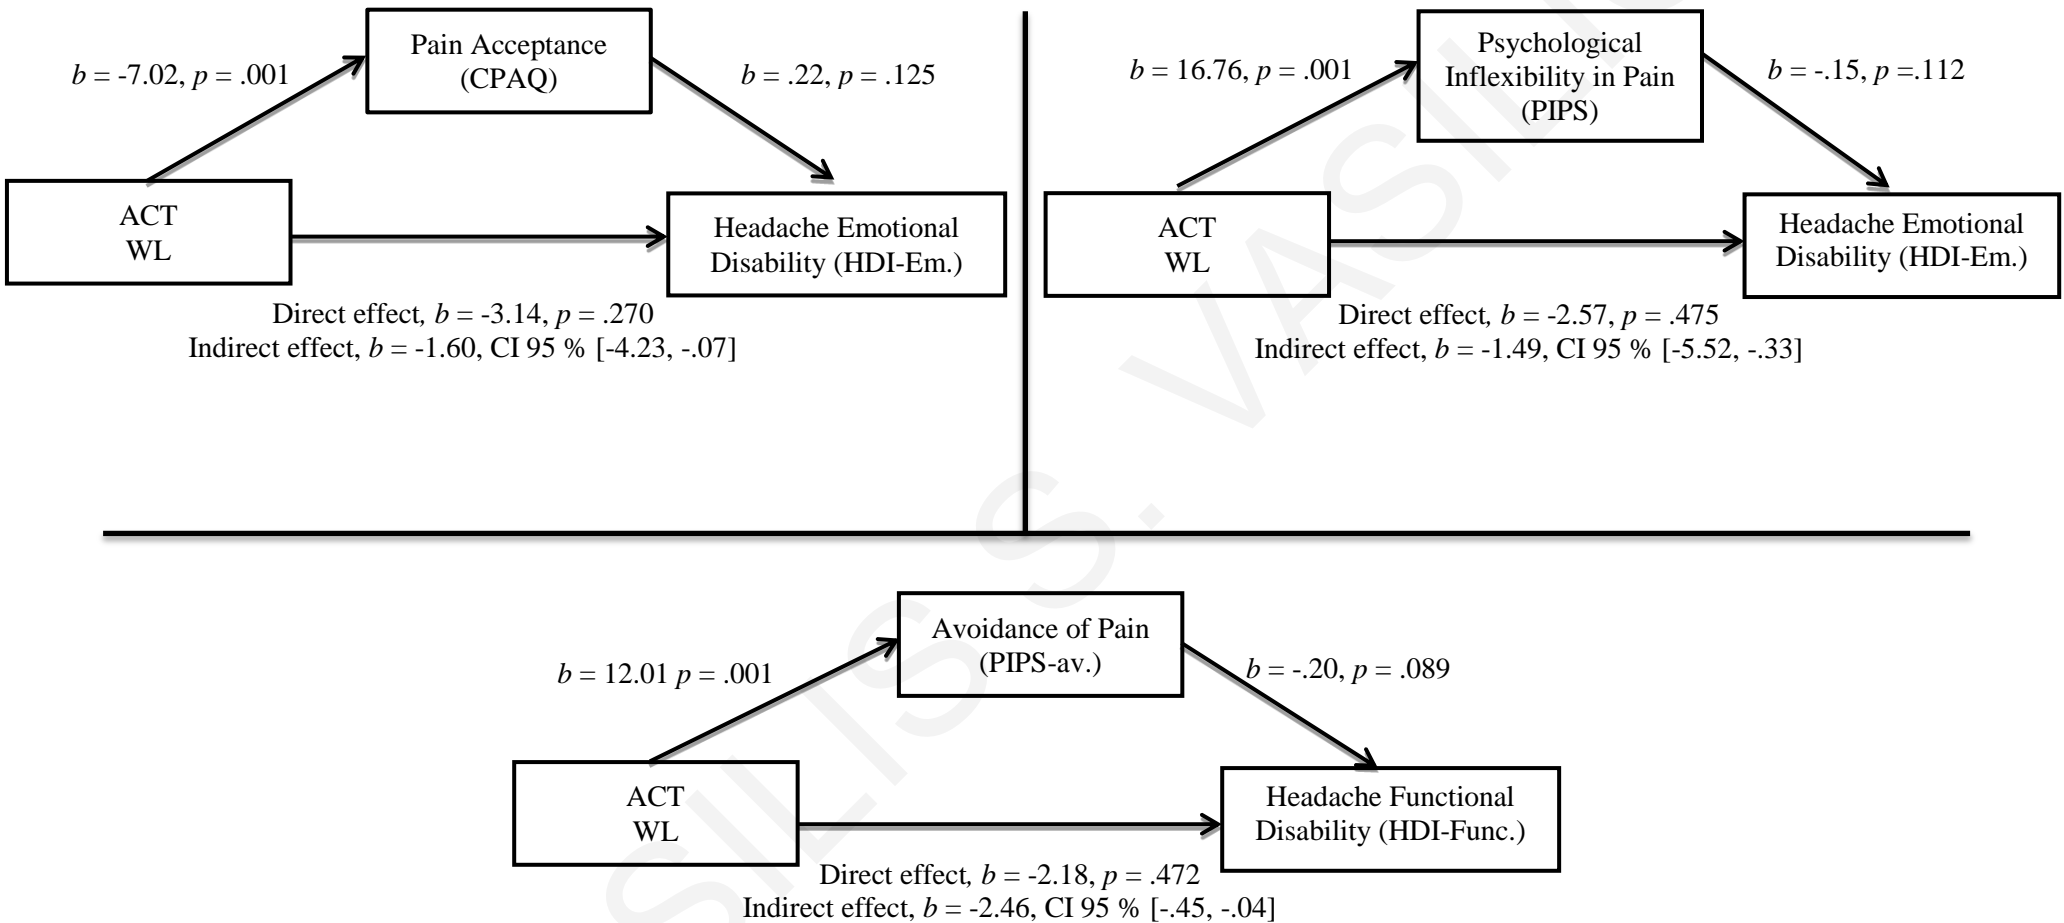 Pain Acceptance
(CPAQ)
b = -7.02, p = .001
b = .22, p = .125
ACT
WL
Headache Emotional
Disability (HDI-Em.)
Direct effect, b = -3.14, p = .270
Indirect effect, b = -1.60, CI 95 % [-4.23, -.07]
Psychological
Inflexibility in Pain
(PIPS)
b = 16.76, p = .001
b = -.15, p =.112
ACT
WL
Headache Emotional
Disability (HDI-Em.)
Direct effect, b = -2.57, p = .475
Indirect effect, b = -1.49, CI 95 % [-5.52, -.33]
Avoidance of Pain
(PIPS-av.)
b = 12.01 p = .001
b = -.20, p = .089
ACT
WL
Headache Functional
Disability (HDI-Func.)
Direct effect, b = -2.18, p = .472
Indirect effect, b = -2.46, CI 95 % [-.45, -.04]